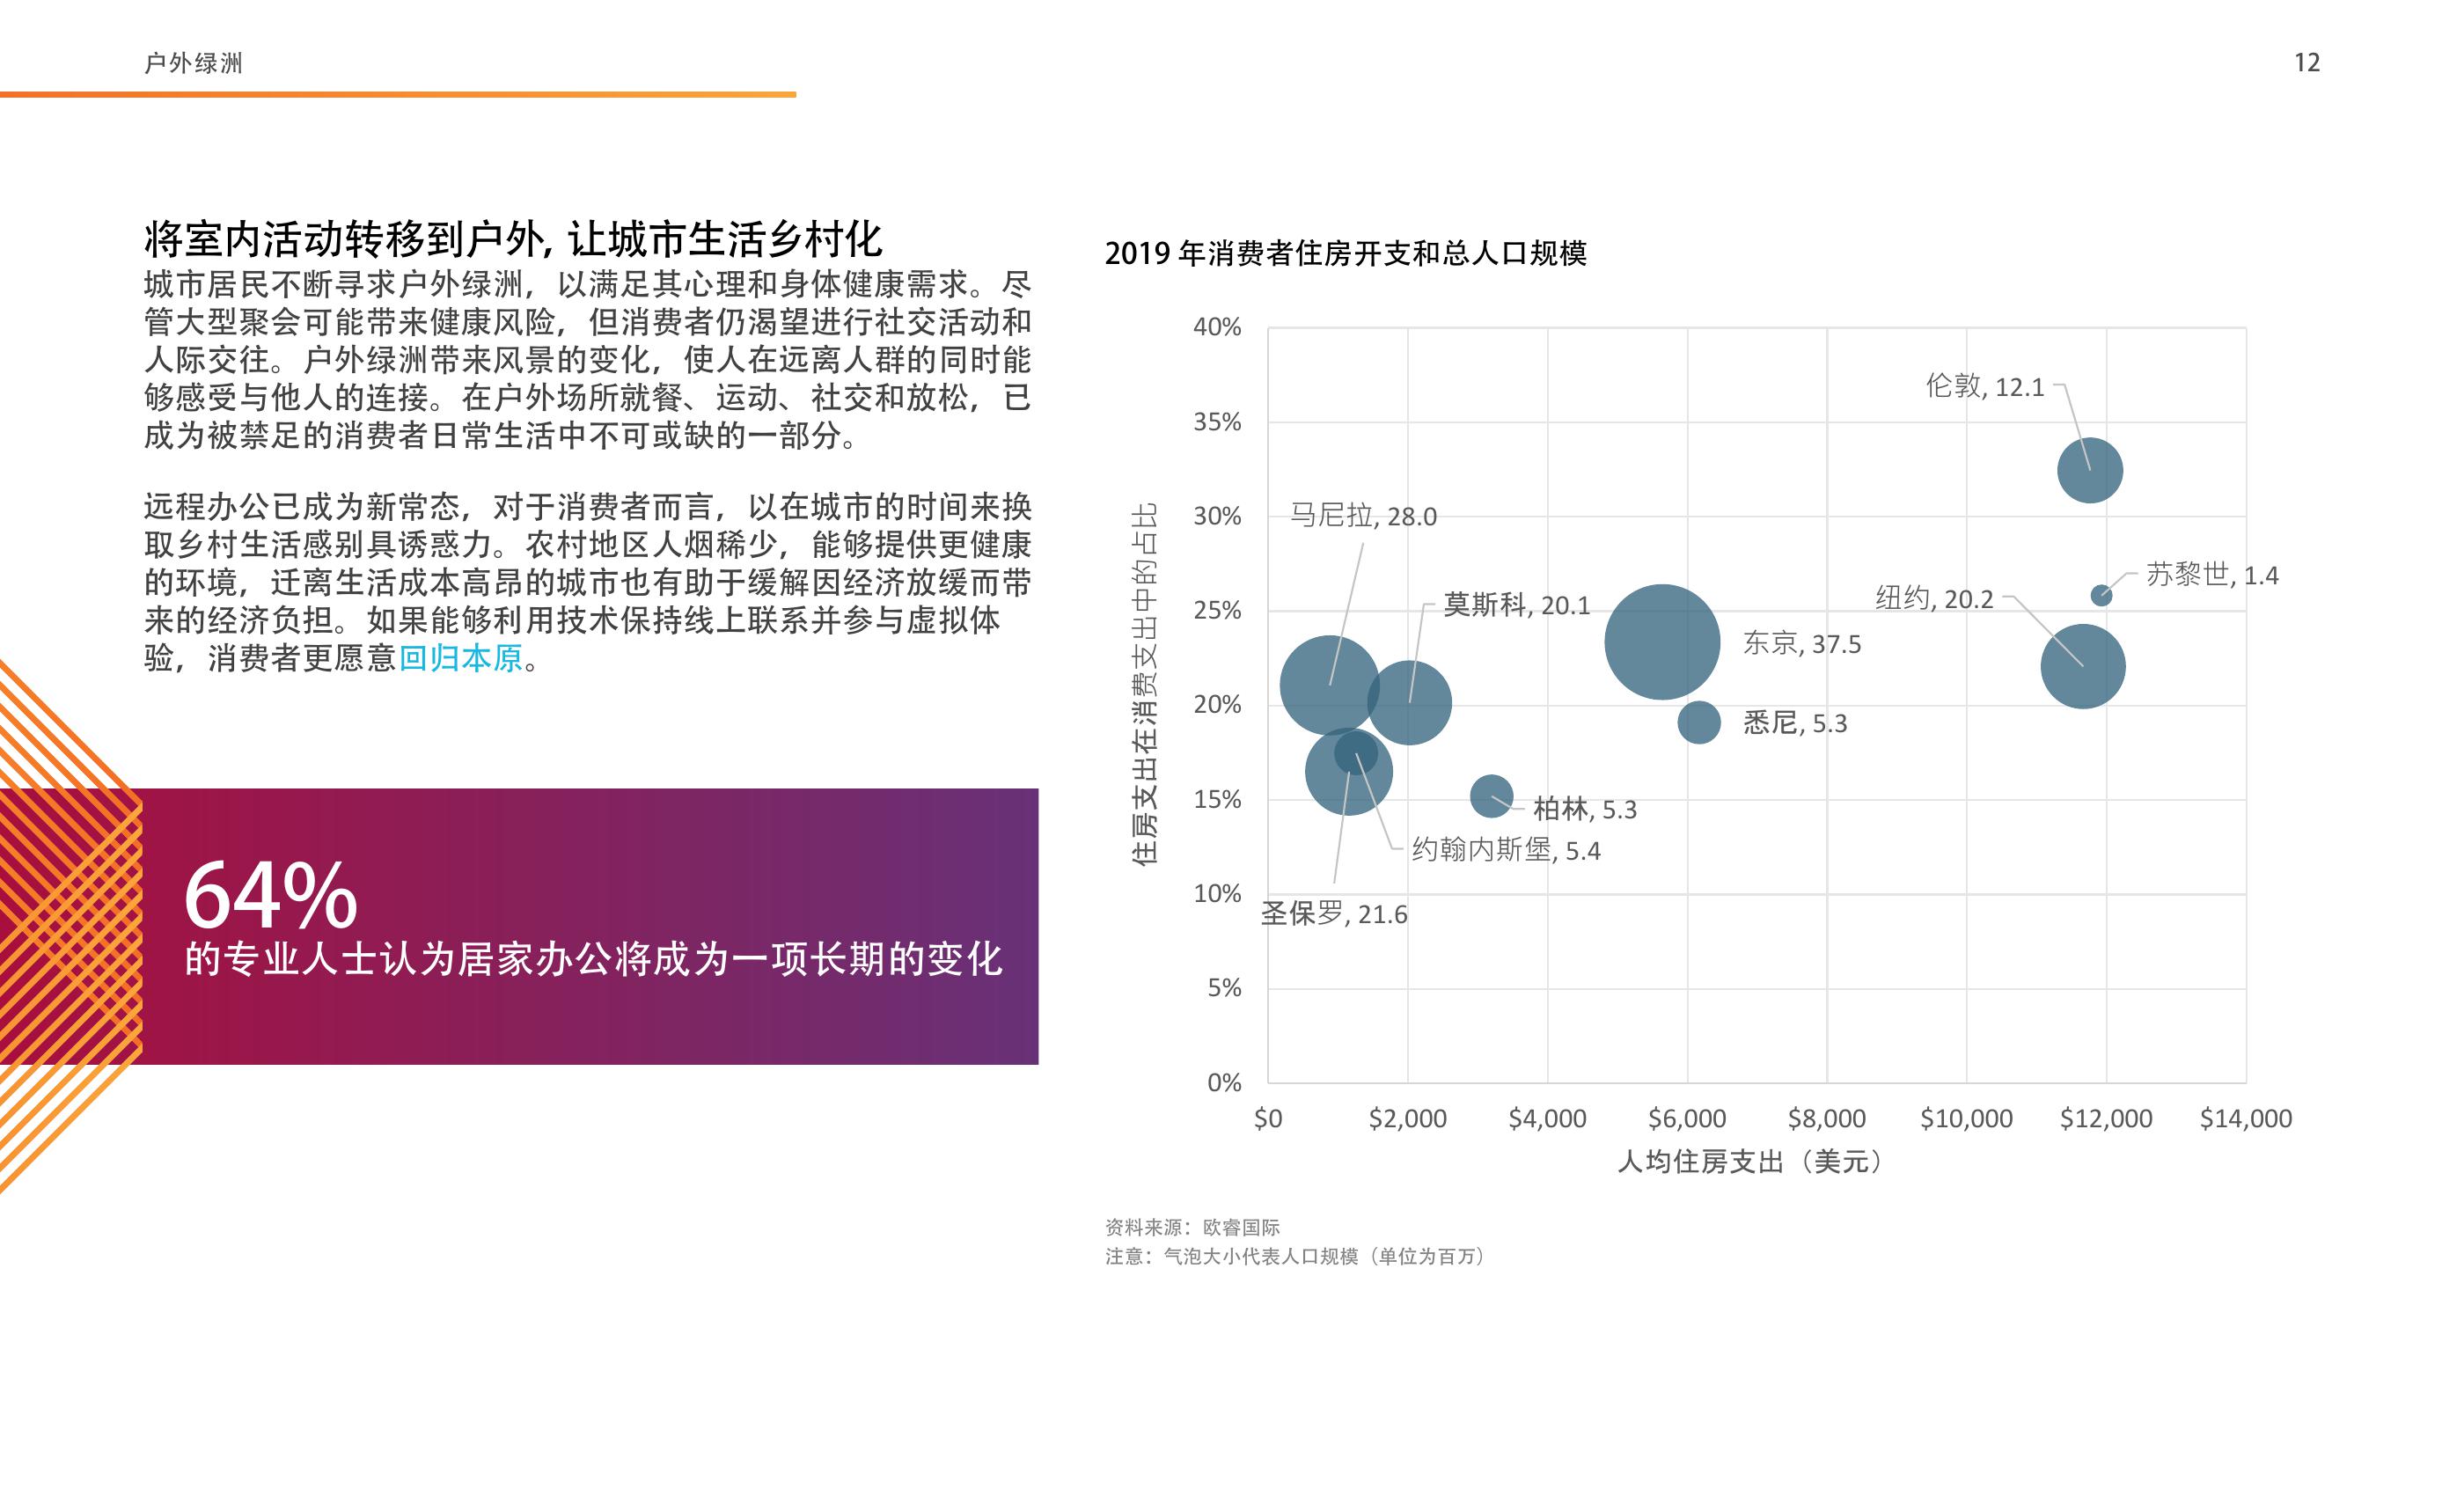 户外绿洲
12
将室内活动转移到户外, 让城市生活乡村化
城市居民不断寻求户外绿洲，以满足其心理和身体健康需求。尽
管大型聚会可能带来健康风险，但消费者仍渴望进行社交活动和
人际交往。户外绿洲带来风景的变化，使人在远离人群的同时能
够感受与他人的连接。在户外场所就餐、运动、社交和放松，已
成为被禁足的消费者日常生活中不可或缺的一部分。
远程办公已成为新常态，对于消费者而言，以在城市的时间来换
取乡村生活感别具诱惑力。农村地区人烟稀少，能够提供更健康
的环境，迁离生活成本高昂的城市也有助于缓解因经济放缓而带
来的经济负担。如果能够利用技术保持线上联系并参与虚拟体
验，消费者更愿意回归本原。
64%
的专业人士认为居家办公将成为一项长期的变化
2019 年消费者住房开支和总人口规模
住房支出在消费支出中的占比
40%
35%
30%
25%
20%
15%
10%
5%
0%
伦敦, 12.1
马尼拉, 28.0
苏黎世, 1.4
纽约, 20.2
莫斯科, 20.1
东京, 37.5
悉尼, 5.3
柏林, 5.3
约翰内斯堡, 5.4
圣保罗, 21.6
$0
$2,000
$4,000
$6,000
$8,000
$10,000
$12,000
$14,000
人均住房支出（美元）
资料来源：欧睿国际
注意：气泡大小代表人口规模（单位为百万）